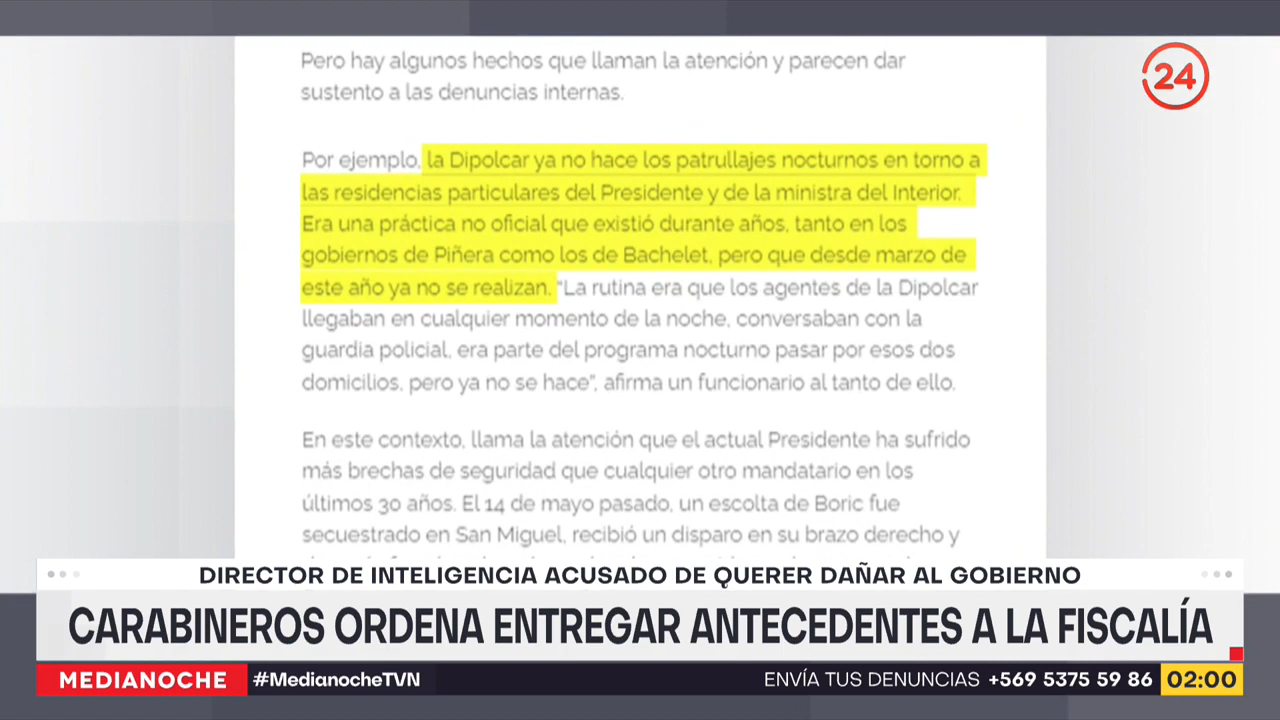 24
Pero hay algunos hechos que llaman la atención y parecen dar
sustento a las denuncias internas.
Por ejemplo, la Dipolcar ya no hace los patrullajes nocturnos en torno a
las residencias particulares del Presidente y de la ministra del Interior.
Era una práctica no oficial que existió durante años, tanto en los
gobiernos de Piñera como los de Bachelet, pero que desde marzo de
este año ya no se realizan. “La rutina era que los agentes de la Dipolcar
llegaban en cualquier momento de la noche, conversaban con la
guardia policial, era parte del programa nocturno pasar por esos dos
domicilios, pero ya no se hace”, afirma un funcionario al tanto de ello.
En este contexto, llama la atención que el actual Presidente ha sufrido
más brechas de seguridad que cualquier otro mandatario en los
últimos 30 años. El 14 de mayo pasado, un escolta de Boric fue
secuestrado en San Miguel, recibió un disparo en su brazo derecho y
DIRECTOR DE INTELIGENCIA ACUSADO DE QUERER DAÑAR AL GOBIERNO
CARABINEROS ORDENA ENTREGAR ANTECEDENTES A LA FISCALÍA
MEDIANOCHE #MedianocheTVN ENVÍA TUS DENUNCIAS +569 5375 59 86 02:00